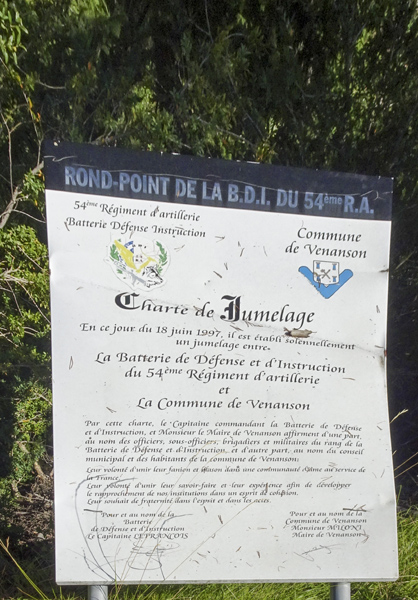 ROND-POINT DE LA B.D.I. DU 54ème R.A.
54ème Régiment d'artillerie
Batterie Défense Instruction
Commune
de Venanson
Charte de Jumelage
En ce jour du 18 juin 1997, il est établi solennellement
un jumelage entre
La Batterie de Défense et d'Instruction
du 54ème Régiment d'artillerie
et
La Commune de Venanson
Par cette charte, le Capitaine commandant la Batterie de Défense
et d'Instruction, et Monsieur le Maire de Venanson affirment d'une part,
au nom des officiers, sous-officiers, brigadiers et militaires du rang de la
Batterie de Défense et d'Instruction, et d'autre part, au nom du conseil
municipal et des habitants de la commune de Venanson;
Leur volonté d'unir leur fanion et blason dans une communauté d'âme au service de
la France,
Leur volonté d'unir leur savoir-faire et leur expérience afin de développer
le rapprochement de nos institutions dans un esprit de cohésion.
Leur souhait de dans l'esprit et dans les actes.
Pour et au nom de la
Batterie
de Défense et d'Instruction
Le Capitaine LEFRANCOIS
Pour et au nom de la
Commune de Venanson
Monsieur MILONI
Maire de Venanson